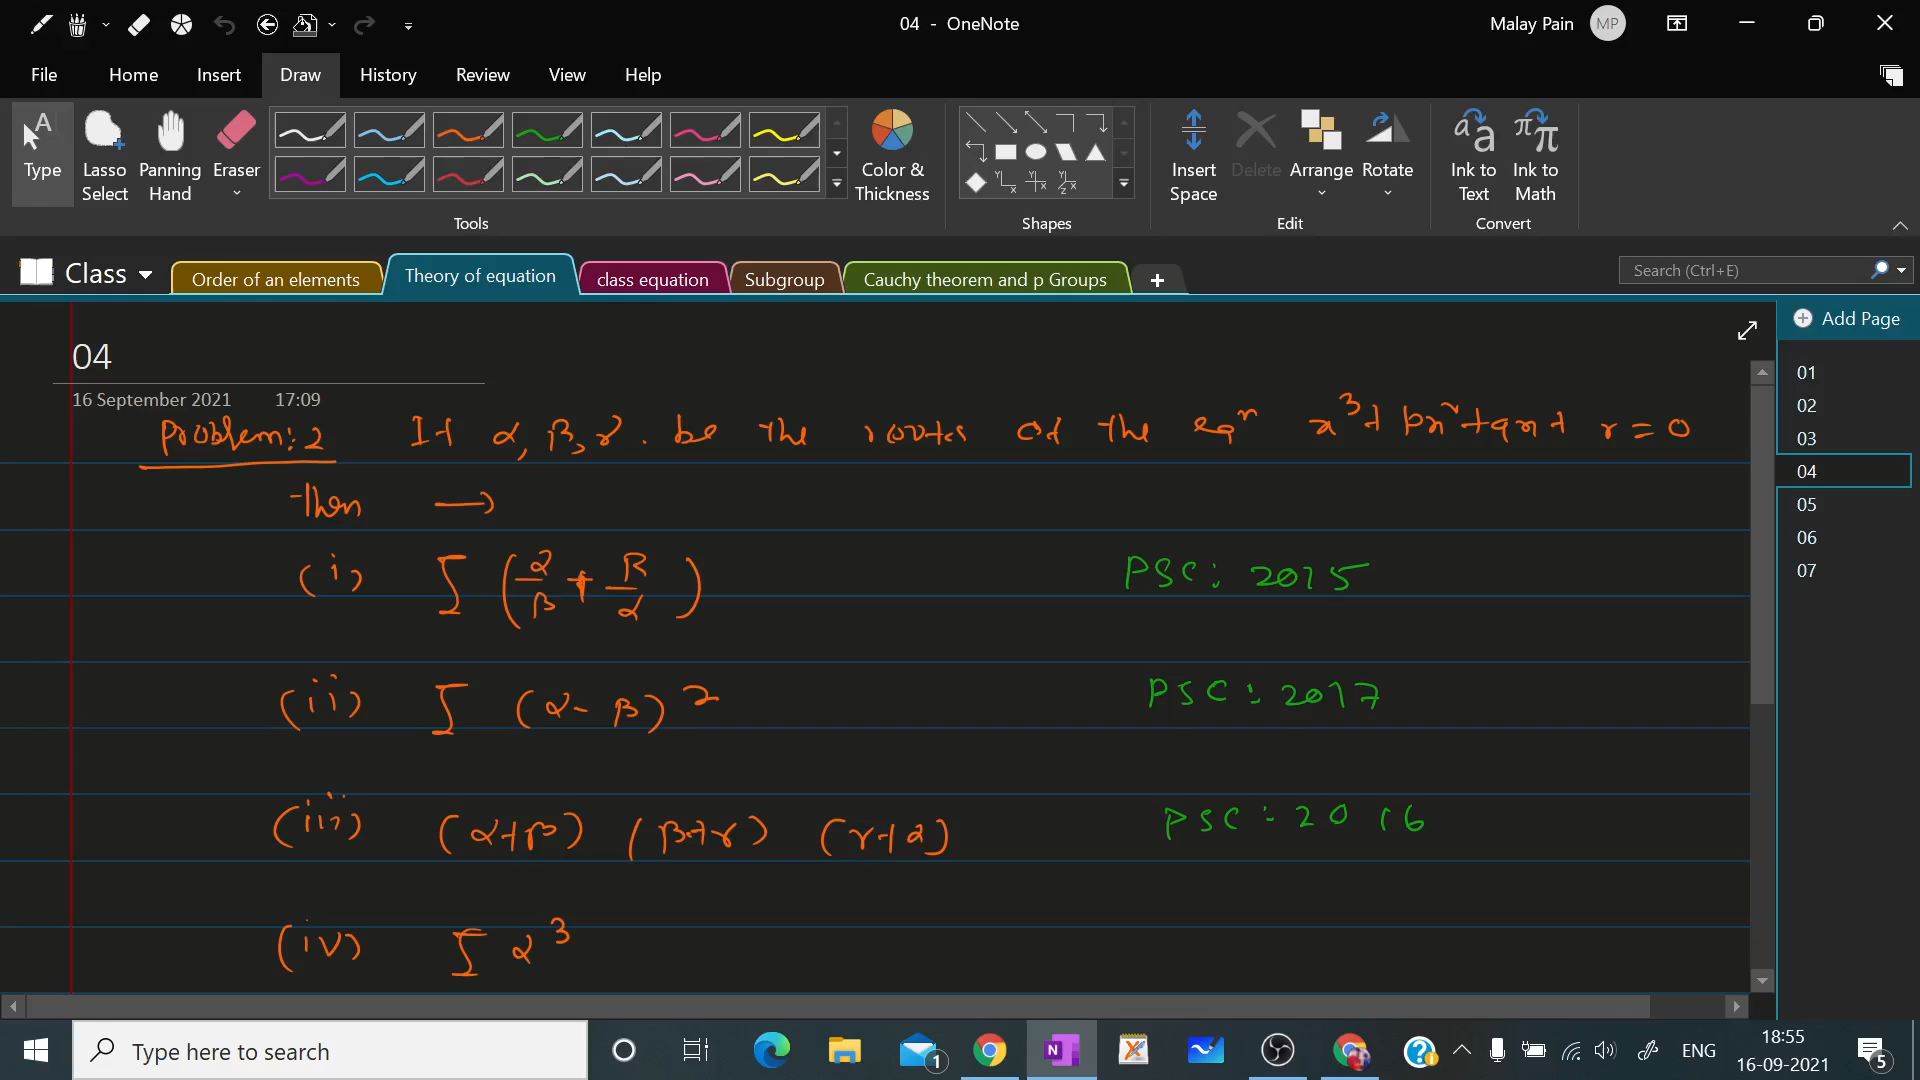 04 - OneNote
Malay Pain MP
File Home Insert Draw History Review View Help
Type
Lasso Select
Panning Hand
Eraser
Color & Thickness
Insert Space
Delete
Arrange
Rotate
Ink to Text
Ink to Math
Tools
Shapes
Edit
Convert
Class
Order of an elements
Theory of equation
class equation
Subgroup
Cauchy theorem and p Groups
Search (Ctrl+E)
Add Page
04
16 September 2021 17:09
Problem: 2 If α, β, γ. be the roots of the eqⁿ x³ + px² + qx + r = 0
Then →
(i) Σ (α/β + β/α) PSC: 2015
(ii) Σ (α - β)² PSC: 2017
(iii) (α+β) (β+γ) (γ+α) PSC: 2016
(iv) Σ α³
01
02
03
04
05
06
07
Type here to search
1
ENG
18:55
16-09-2021
5